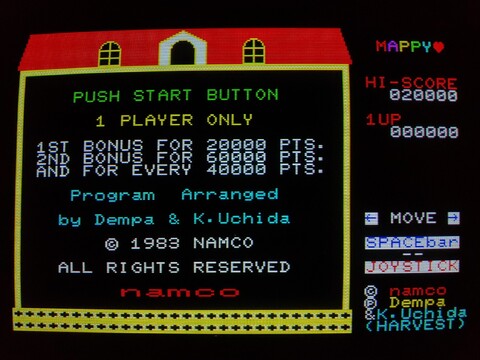 PUSH START BUTTON
1 PLAYER ONLY
1ST BONUS FOR 20000 PTS.
2ND BONUS FOR 60000 PTS.
AND FOR EVERY 40000 PTS.
Program Arranged
by Dempa & K.Uchida
© 1983 NAMCO
ALL RIGHTS RESERVED
namco
MAPPY♥
HI-SCORE
020000
1UP
000000
← MOVE →
SPACEbar
--
JOYSTICK
© namco
℗ Dempa
&K.Uchida
(HARVEST)